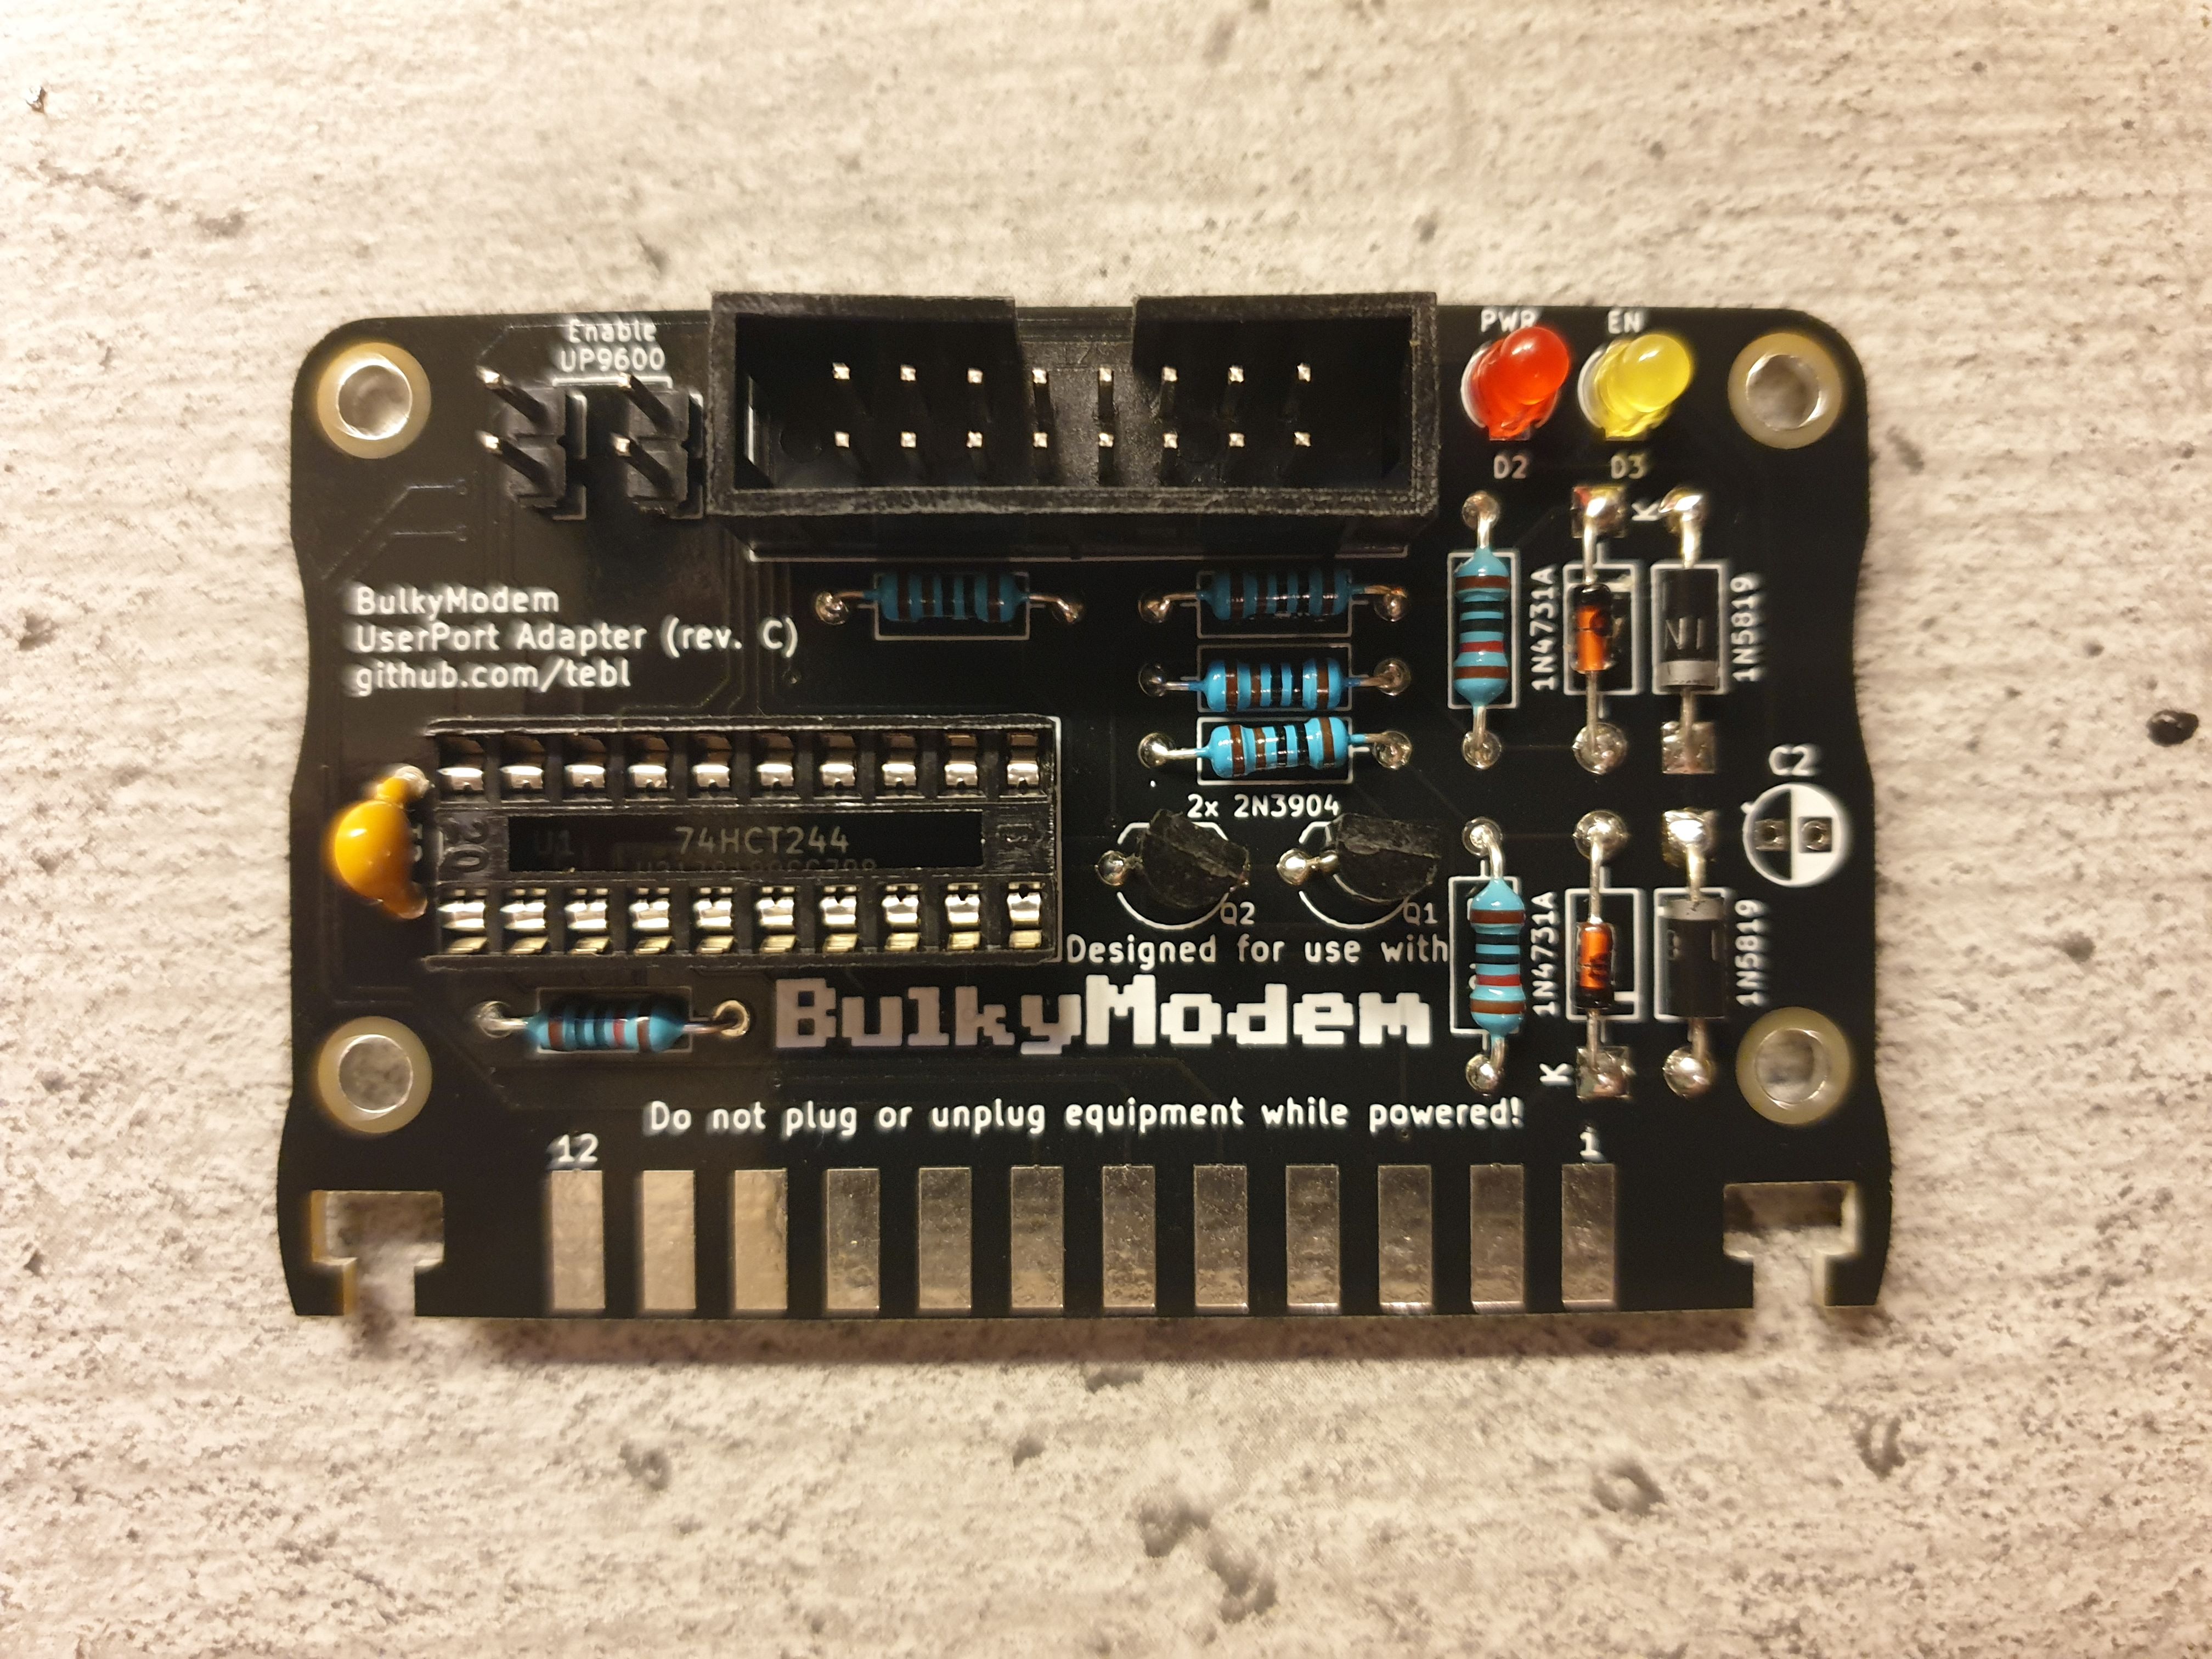 Enable
UP9600
PWR
EN
D2
D3
K
BulkyModem
UserPort Adapter (rev. C)
github.com/tebl
1N4731A
1N5819
C2
2x 2N3904
20
U1
74HCT244
Q2
Q1
Designed for use with
BulkyModem
1N4731A
1N5819
K
Do not plug or unplug equipment while powered!
12
1